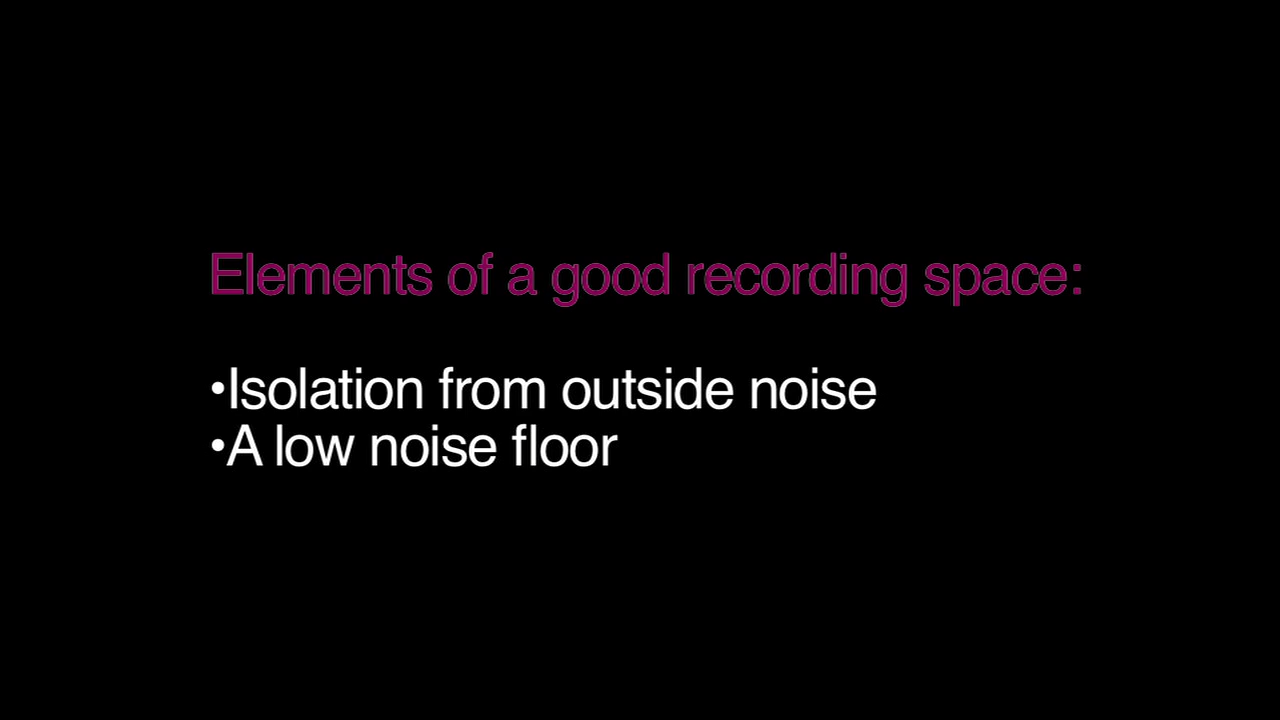 Elements of a good recording space:
•Isolation from outside noise
•A low noise floor